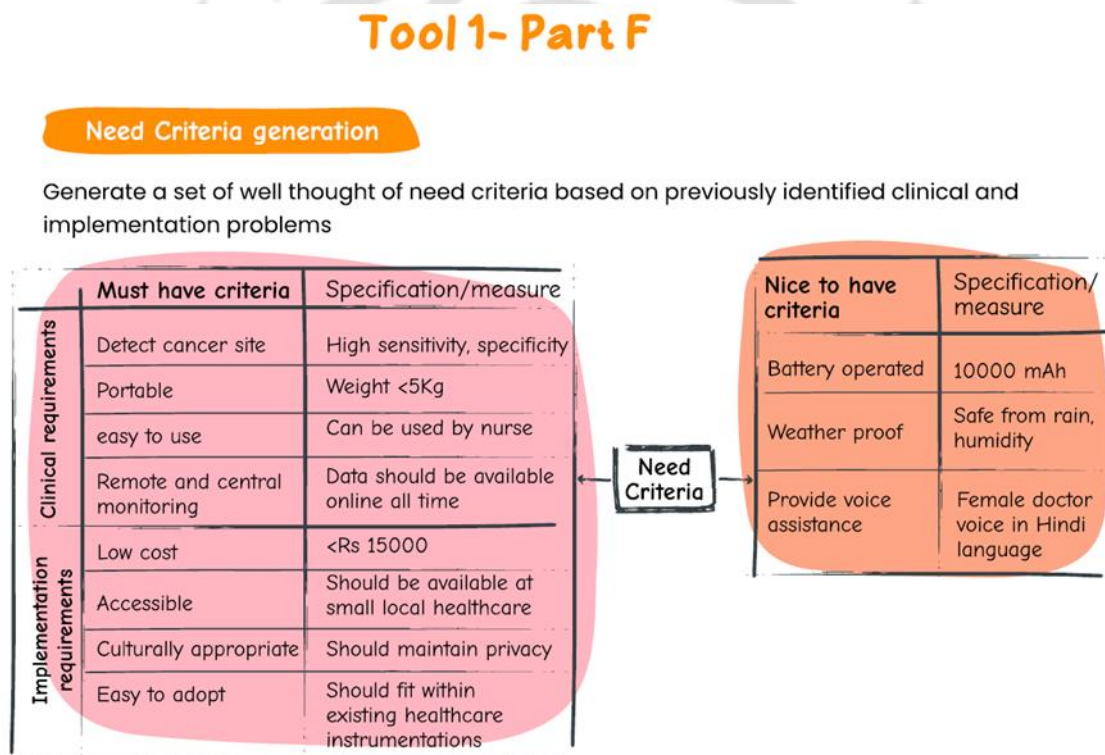 Tool 1- Part F
Need Criteria generation
Generate a set of well thought of need criteria based on previously identified clinical and
implementation problems
Must have criteria
Specification/measure
Clinical requirements
Detect cancer site
High sensitivity, specificity
Portable
Weight <5Kg
easy to use
Can be used by nurse
Remote and central
monitoring
Data should be available
online all time
Implementation
requirements
Low cost
<Rs 15000
Accessible
Should be available at
small local healthcare
Culturally appropriate
Should maintain privacy
Easy to adopt
Should fit within
existing healthcare
instrumentations
Need
Criteria
Nice to have
criteria
Specification/
measure
Battery operated
10000 mAh
Weather proof
Safe from rain,
humidity
Provide voice
assistance
Female doctor
voice in Hindi
language